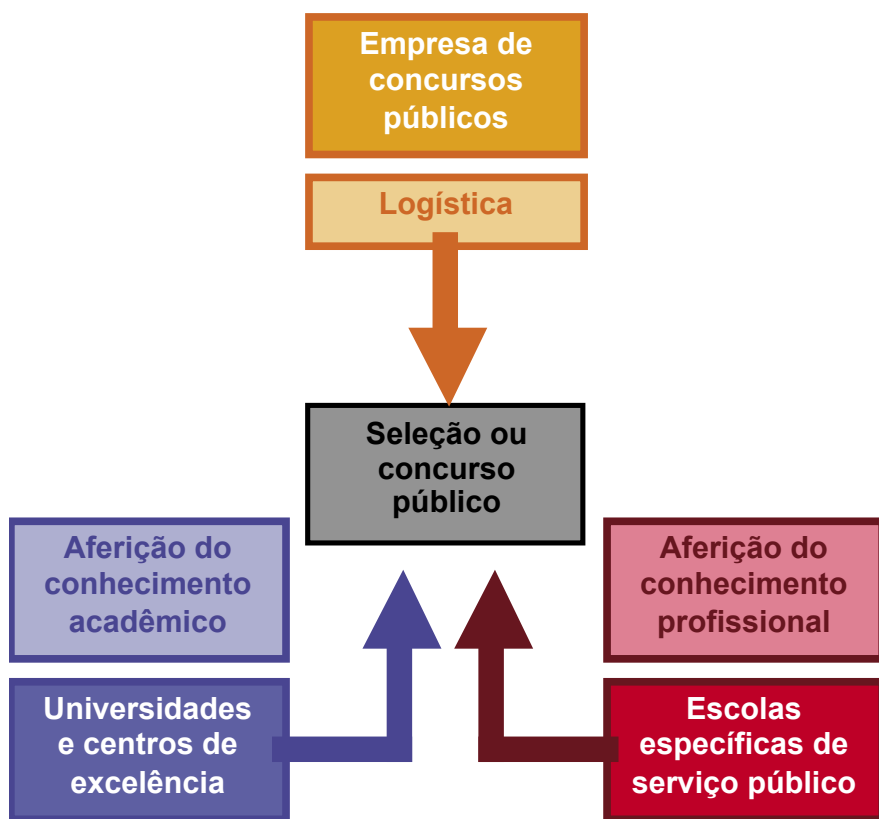 Empresa de
concursos
públicos
Logística
Seleção ou
concurso
público
Aferição do
conhecimento
acadêmico
Aferição do
conhecimento
profissional
Universidades
e centros de
excelência
Escolas
específicas de
serviço público